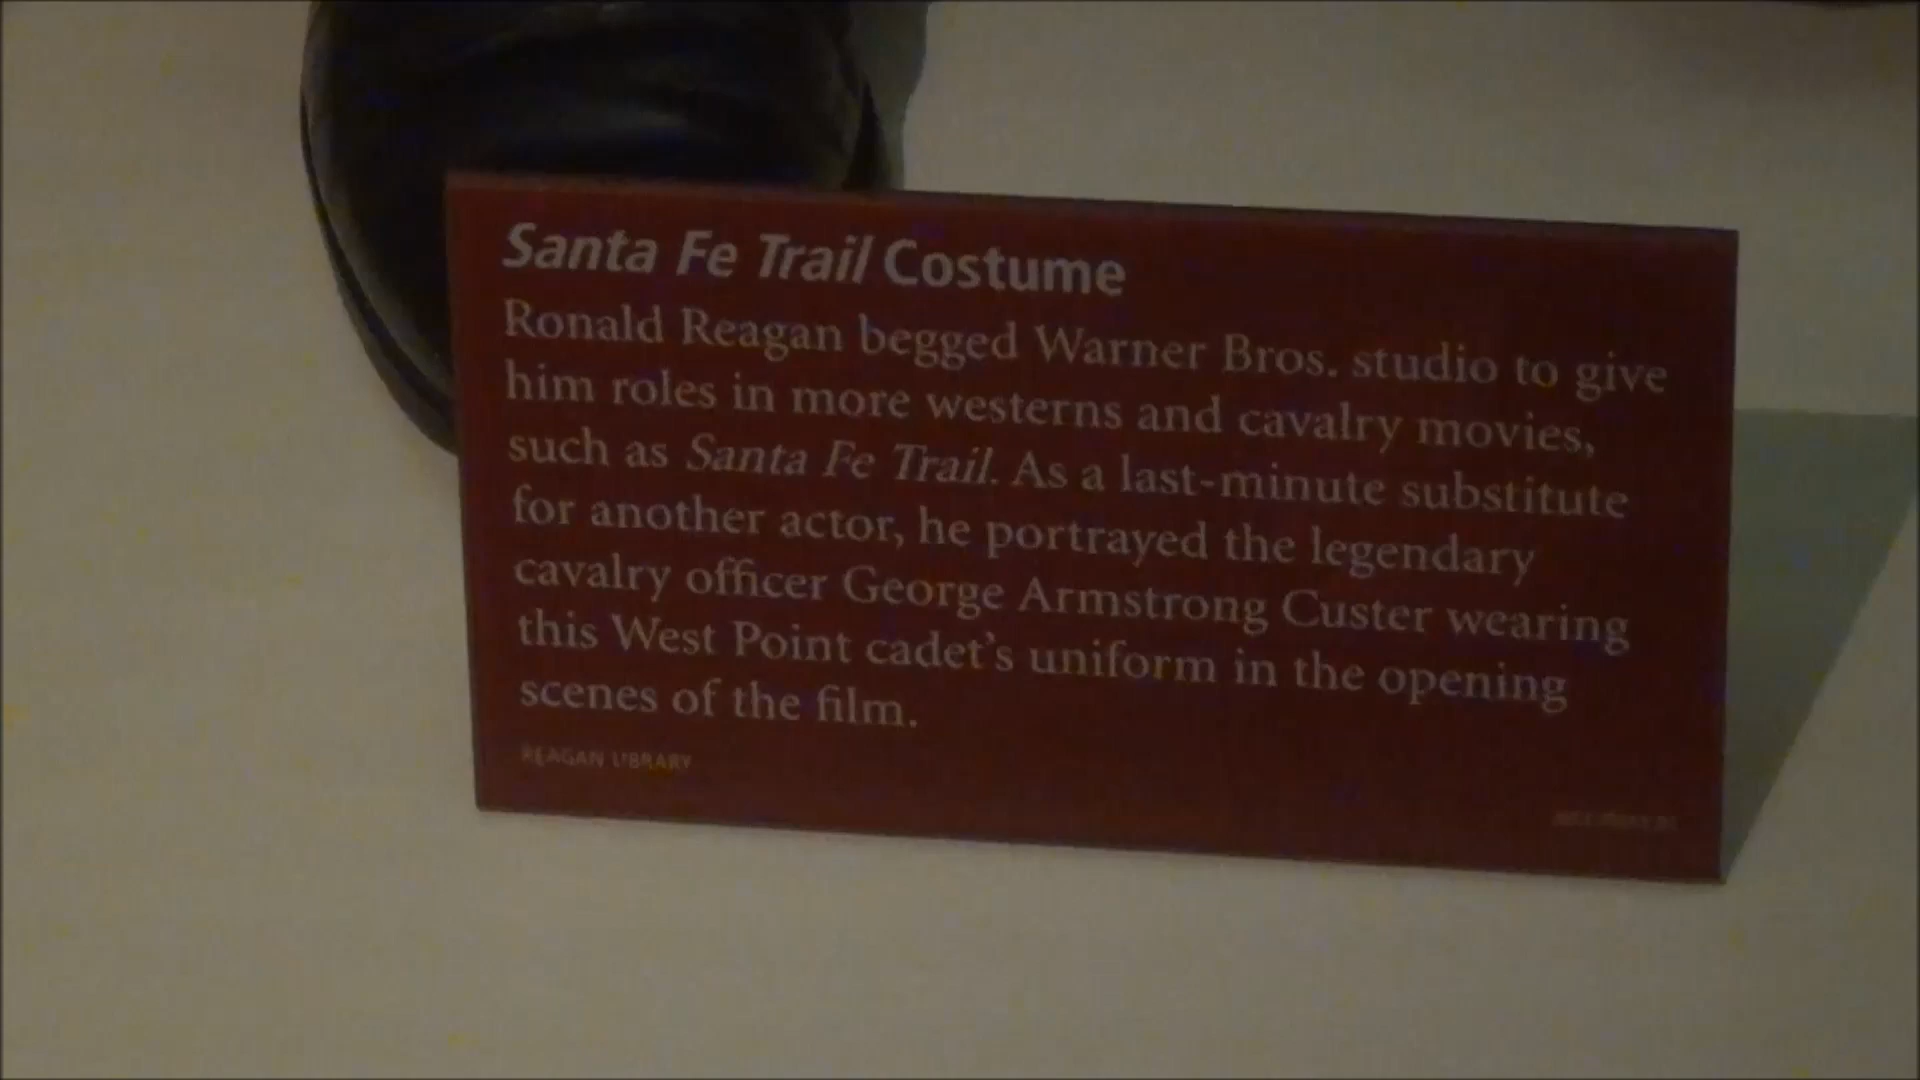 Santa Fe Trail Costume
Ronald Reagan begged Warner Bros. studio to give
him roles in more westerns and cavalry movies,
such as Santa Fe Trail. As a last-minute substitute
for another actor, he portrayed the legendary
cavalry officer George Armstrong Custer wearing
this West Point cadet's uniform in the opening
scenes of the film.
REAGAN LIBRARY